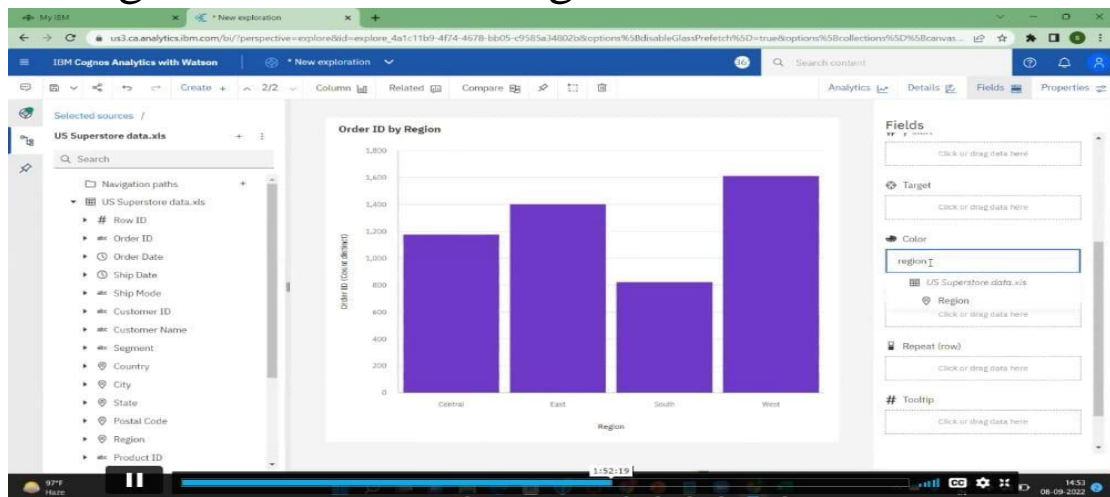 My IBM
* New exploration
us3.ca.analytics.ibm.com/bi/?perspective=explore&id=explore_4a1c11b9-4f74-4678-bb05-c9585a34802b&options%5BdisableGlassPrefetch%5D=true&options%5Bcollections%5D%5Bcanvas...
IBM Cognos Analytics with Watson
* New exploration
36
Search content
Create +
2/2
Column
Related
Compare
Analytics
Details
Fields
Properties
Selected sources /
US Superstore data.xls
Search
Navigation paths
US Superstore data.xls
# Row ID
abc Order ID
Order Date
Ship Date
abc Ship Mode
abc Customer ID
abc Customer Name
abc Segment
Country
City
State
Postal Code
Region
abc Product ID
Order ID by Region
Order ID (Count distinct)
1,800
1,600
1,400
1,200
1,000
800
600
400
200
0
Central
East
South
West
Region
Fields
Click or drag data here
Target
Click or drag data here
Color
region
US Superstore data.xls
Region
Click or drag data here
Repeat (row)
Click or drag data here
# Tooltip
Click or drag data here
1:52:19
97°F
Haze
CC
14:53
08-09-2022